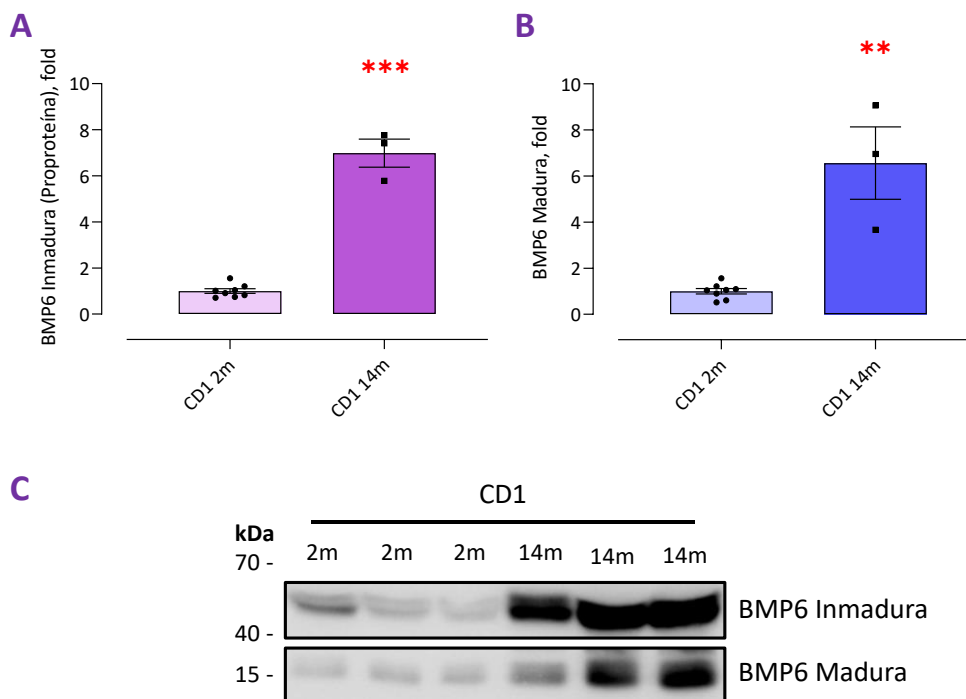 A
***
BMP6 Inmadura (Proproteína), fold
10
8
6
4
2
0
CD1 2m
CD1 14m
B
**
BMP6 Madura, fold
10
8
6
4
2
0
CD1 2m
CD1 14m
C
CD1
kDa
2m 2m 2m 14m 14m 14m
70 -
BMP6 Inmadura
40 -
15 -
BMP6 Madura